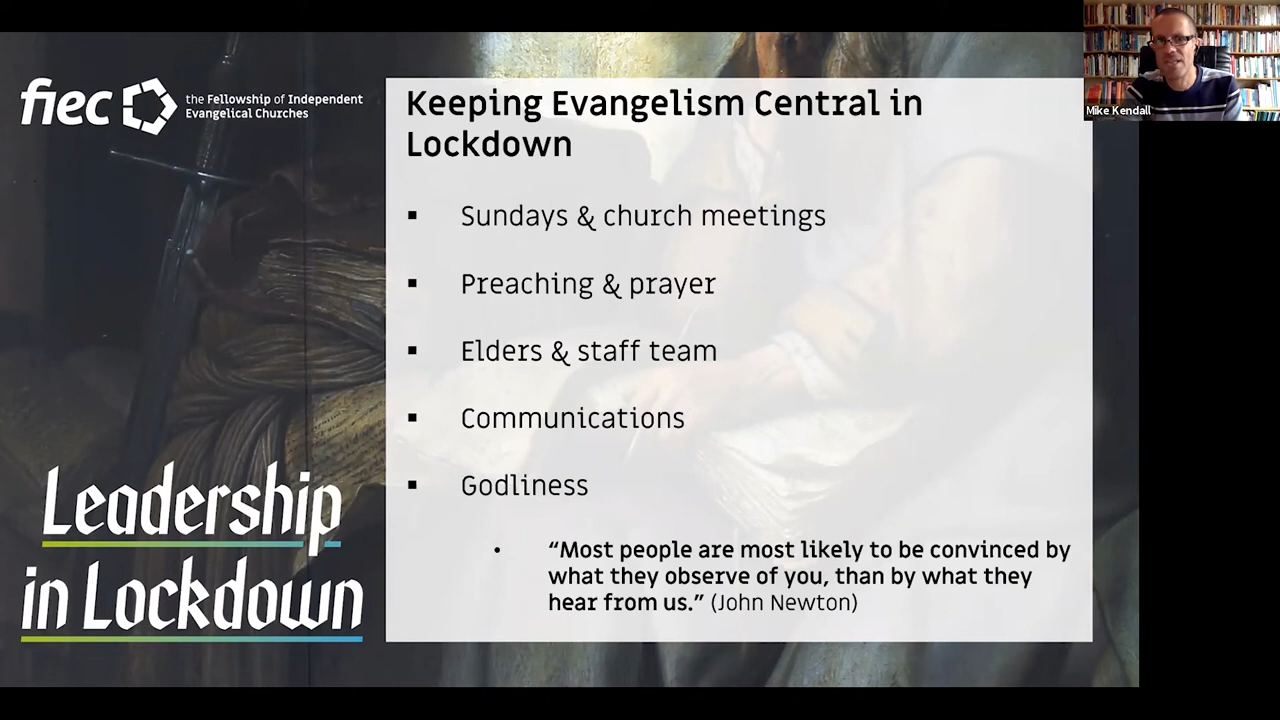 fiec the Fellowship of Independent
Evangelical Churches
Keeping Evangelism Central in
Lockdown
▪ Sundays & church meetings
▪ Preaching & prayer
▪ Elders & staff team
▪ Communications
▪ Godliness
• “Most people are most likely to be convinced by
what they observe of you, than by what they
hear from us.” (John Newton)
Leadership
in Lockdown
Mike Kendall